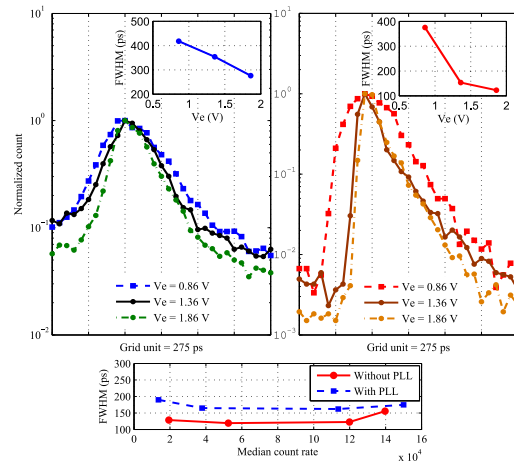 10^1
Normalized count
10^0
10^-1
10^-2
FWHM (ps)
500
400
300
200
0.5 1 1.5 2
Ve (V)
Ve = 0.86 V
Ve = 1.36 V
Ve = 1.86 V
Grid unit = 275 ps
10^1
10^0
10^-1
10^-2
10^-3
FWHM (ps)
400
300
200
100
0.5 1 1.5 2
Ve (V)
Ve = 0.86 V
Ve = 1.36 V
Ve = 1.86 V
Grid unit = 275 ps
FWHM (ps)
300
250
200
150
100
Without PLL
With PLL
0 2 4 6 8 10 12 14 16
Median count rate
x 10^4